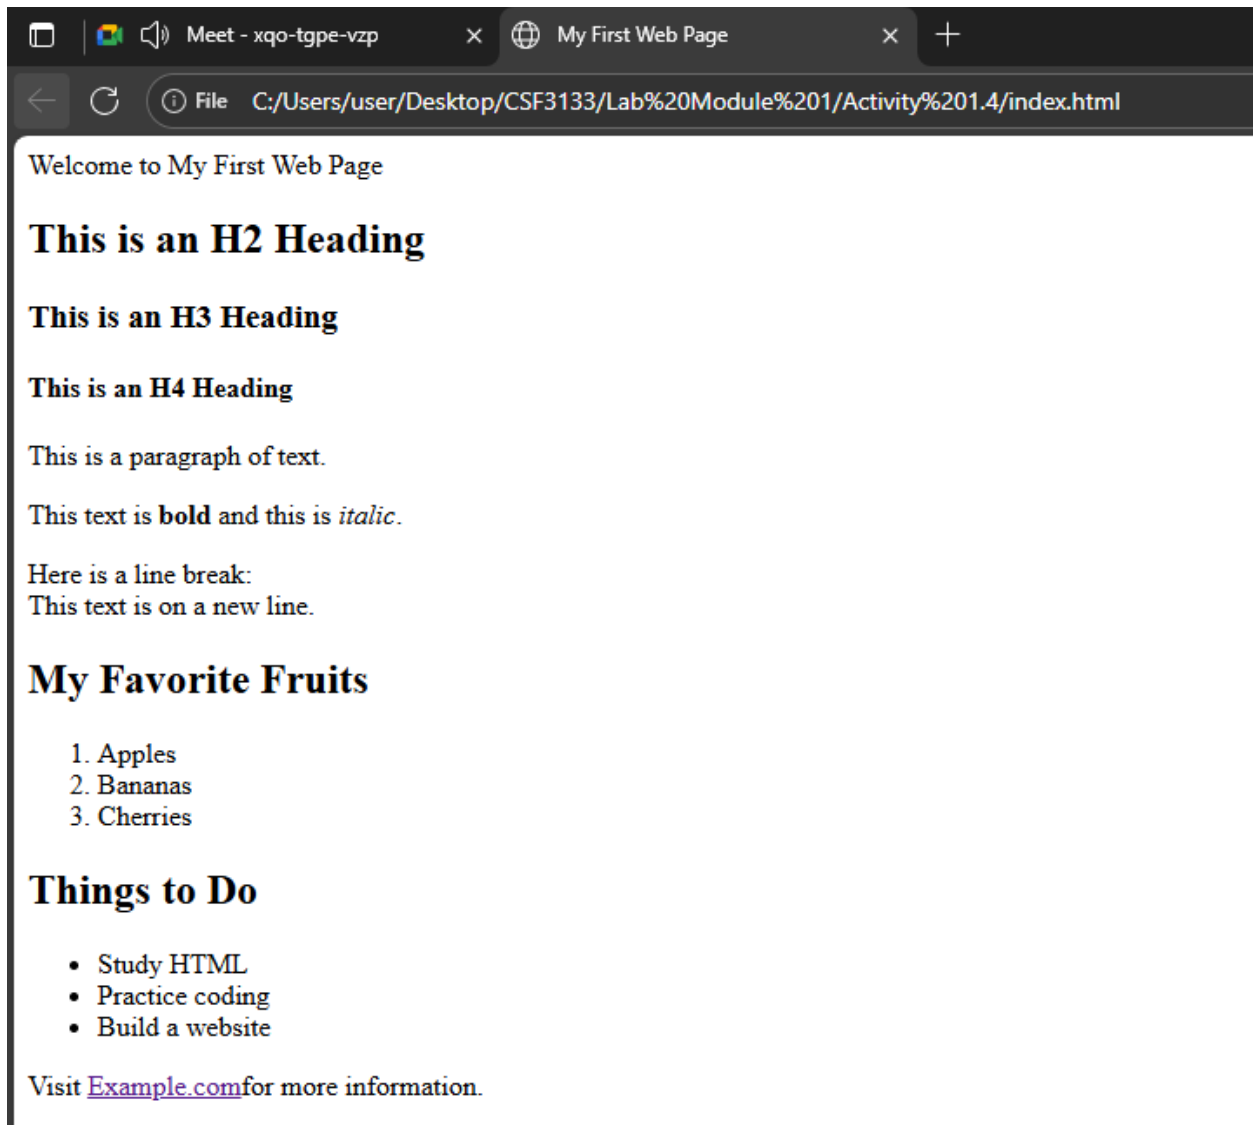 Meet - xqo-tgpe-vzp
My First Web Page
File C:/Users/user/Desktop/CSF3133/Lab%20Module%201/Activity%201.4/index.html
Welcome to My First Web Page
This is an H2 Heading
This is an H3 Heading
This is an H4 Heading
This is a paragraph of text.
This text is bold and this is italic.
Here is a line break:
This text is on a new line.
My Favorite Fruits
1. Apples
2. Bananas
3. Cherries
Things to Do
• Study HTML
• Practice coding
• Build a website
Visit Example.comfor more information.